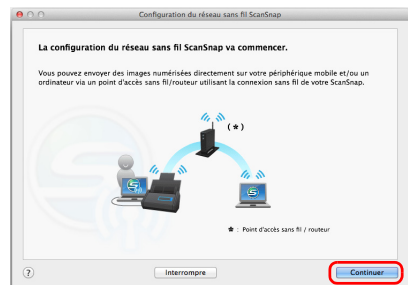 Configuration du réseau sans fil ScanSnap
La configuration du réseau sans fil ScanSnap va commencer.
Vous pouvez envoyer des images numérisées directement sur votre périphérique mobile et/ou un
ordinateur via un point d'accès sans fil/routeur utilisant la connexion sans fil de votre ScanSnap.
(*)
* : Point d'accès sans fil / routeur
?
Interrompre
Continuer